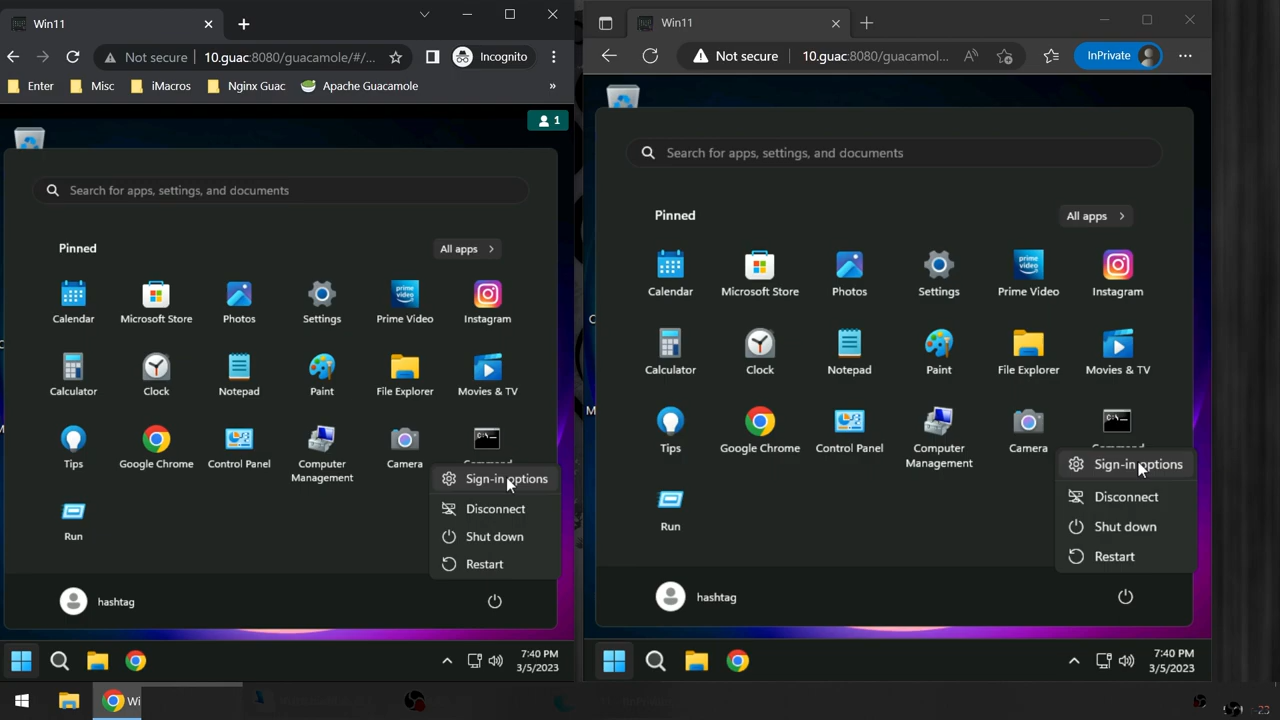 Win11
Not secure 10.guac:8080/guacamole/#/... Incognito
Enter Misc iMacros Nginx Guac Apache Guacamole »
1
Search for apps, settings, and documents
Pinned All apps
Calendar Microsoft Store Photos Settings Prime Video Instagram
Calculator Clock Notepad Paint File Explorer Movies & TV
Tips Google Chrome Control Panel Computer Management Camera Command
Run
Sign-in options
Disconnect
Shut down
Restart
hashtag
7:40 PM
3/5/2023
Wi
Win11
Not secure 10.guac:8080/guacamol... InPrivate
Search for apps, settings, and documents
Pinned All apps
Calendar Microsoft Store Photos Settings Prime Video Instagram
Calculator Clock Notepad Paint File Explorer Movies & TV
Tips Google Chrome Control Panel Computer Management Camera Command
Run
Sign-in options
Disconnect
Shut down
Restart
hashtag
7:40 PM
3/5/2023